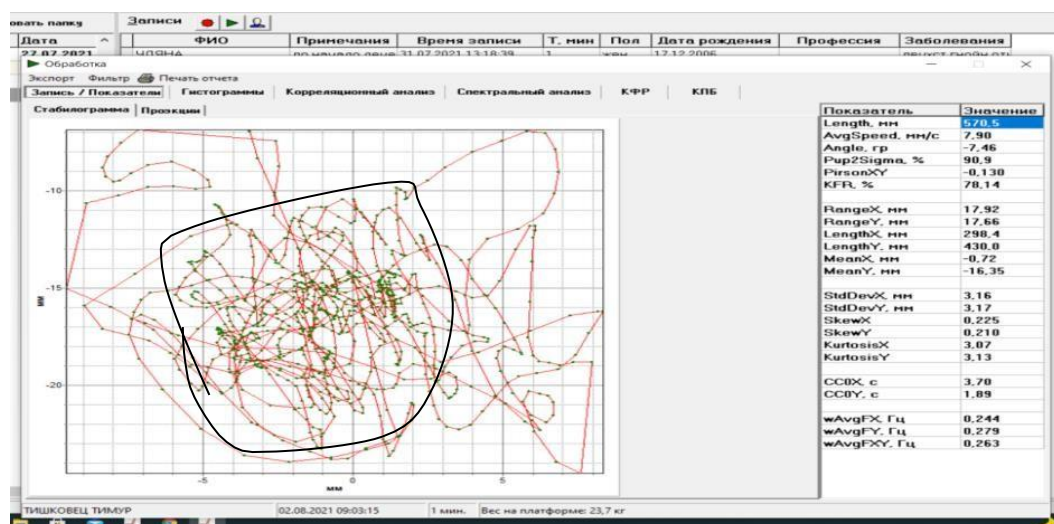 овать папку Записи
Дата ФИО Примечания Время записи Т, мин Пол Дата рождения Профессия Заболевания
27.07.2021 31.07.2021 13:18:39 1 жен 17.12.2006
Обработка
Экспорт Фильтр Печать отчета
Запись / Показатели Гистограммы Корреляционный анализ Спектральный анализ КФР КПБ
Стабилограмма Проекции
Показатель Значение
Length, мм 570,5
AvgSpeed, мм/с 7,90
Angle, гр -7,46
Pup2Sigma, % 90,9
PirsonXY -0,130
KFR, % 78,14
RangeX, мм 17,92
RangeY, мм 17,66
LengthX, мм 298,4
LengthY, мм 430,0
MeanX, мм -0,72
MeanY, мм -16,35
StdDevX, мм 3,16
StdDevY, мм 3,17
SkewX 0,225
SkewY 0,210
KurtosisX 3,07
KurtosisY 3,13
CC0X, с 3,70
CC0Y, с 1,89
wAvgFX, Гц 0,244
wAvgFY, Гц 0,279
wAvgFXY, Гц 0,263
-10
-15
-20
мм
-5 0 5
мм
ТИШКОВЕЦ ТИМУР 02.08.2021 09:03:15 1 мин. Вес на платформе: 23,7 кг